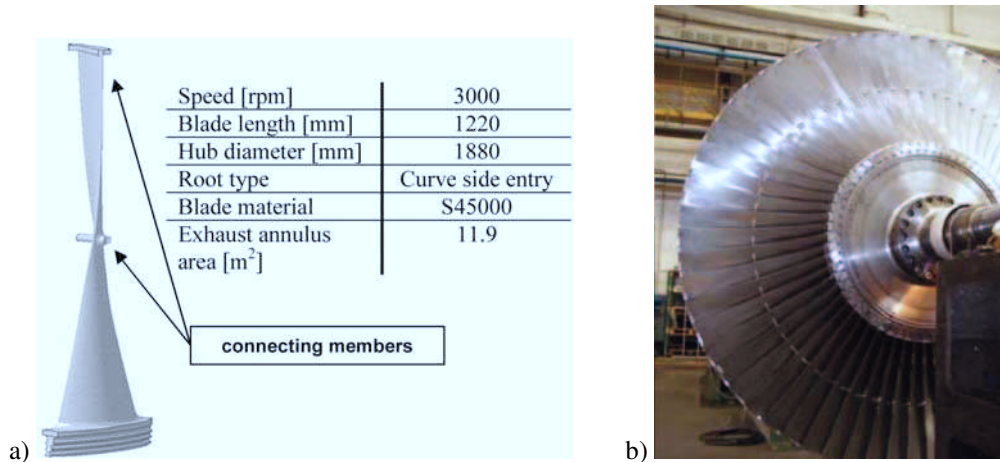 Speed [rpm] 3000
Blade length [mm] 1220
Hub diameter [mm] 1880
Root type Curve side entry
Blade material S45000
Exhaust annulus 11.9
area [m²]
connecting members
a) b)